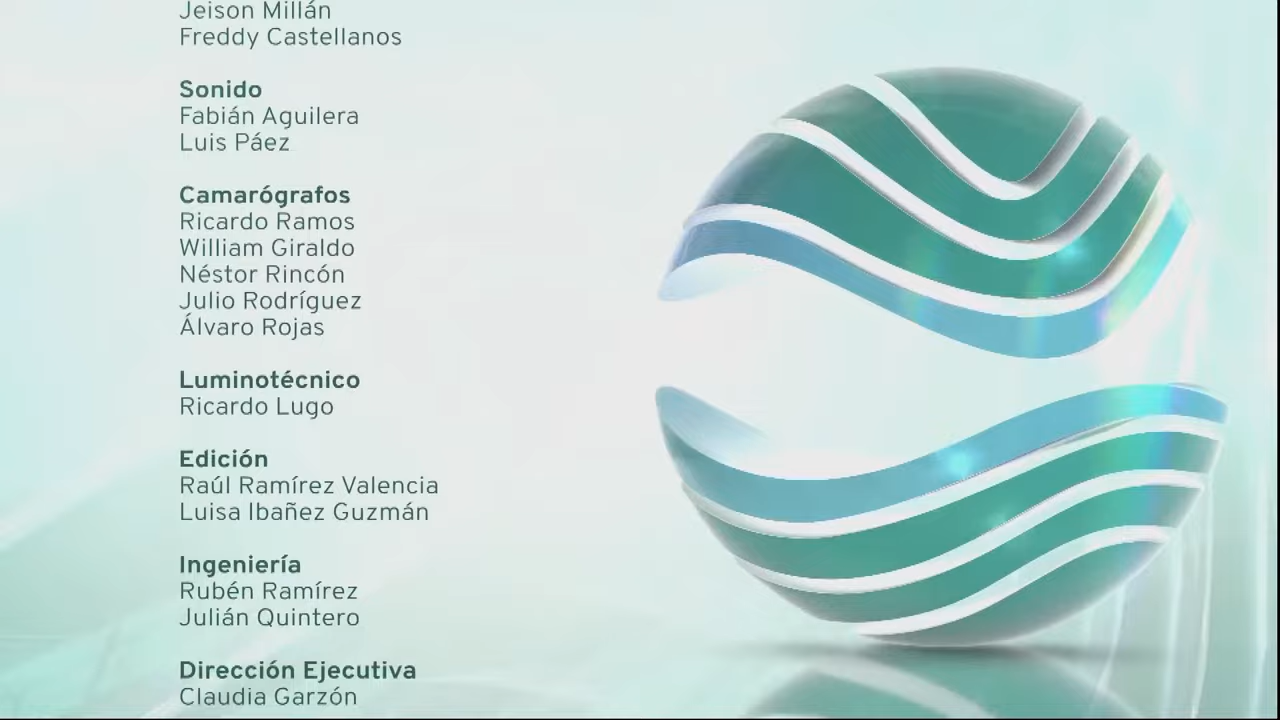 Jeison Millán
Freddy Castellanos
Sonido
Fabián Aguilera
Luis Páez
Camarógrafos
Ricardo Ramos
William Giraldo
Néstor Rincón
Julio Rodríguez
Álvaro Rojas
Luminotécnico
Ricardo Lugo
Edición
Raúl Ramírez Valencia
Luisa Ibañez Guzmán
Ingeniería
Rubén Ramírez
Julián Quintero
Dirección Ejecutiva
Claudia Garzón